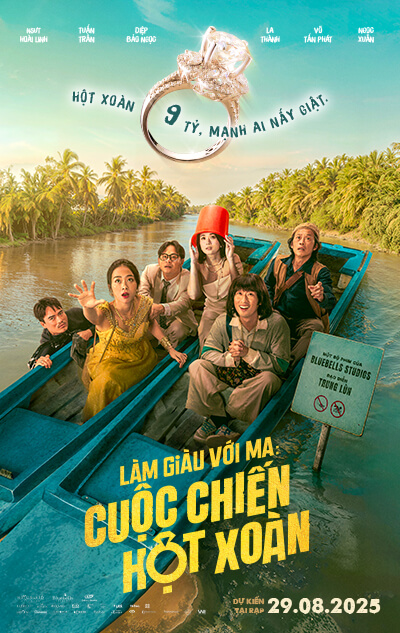 NSƯT HOÀI LINH
TUẤN TRẦN
DIỆP BẢO NGỌC
LA THÀNH
VÕ TẤN PHÁT
NGỌC XUÂN
HỘT XOÀN 9 TỶ, MẠNH AI NẤY GIẬT.
MỘT BỘ PHIM CỦA
BLUEBELLS STUDIOS
ĐẠO DIỄN
TRUNG LÙN
LÀM GIÀU VỚI MA:
CUỘC CHIẾN
HỘT XOÀN
DỰ KIẾN
TẠI RẠP
29.08.2025